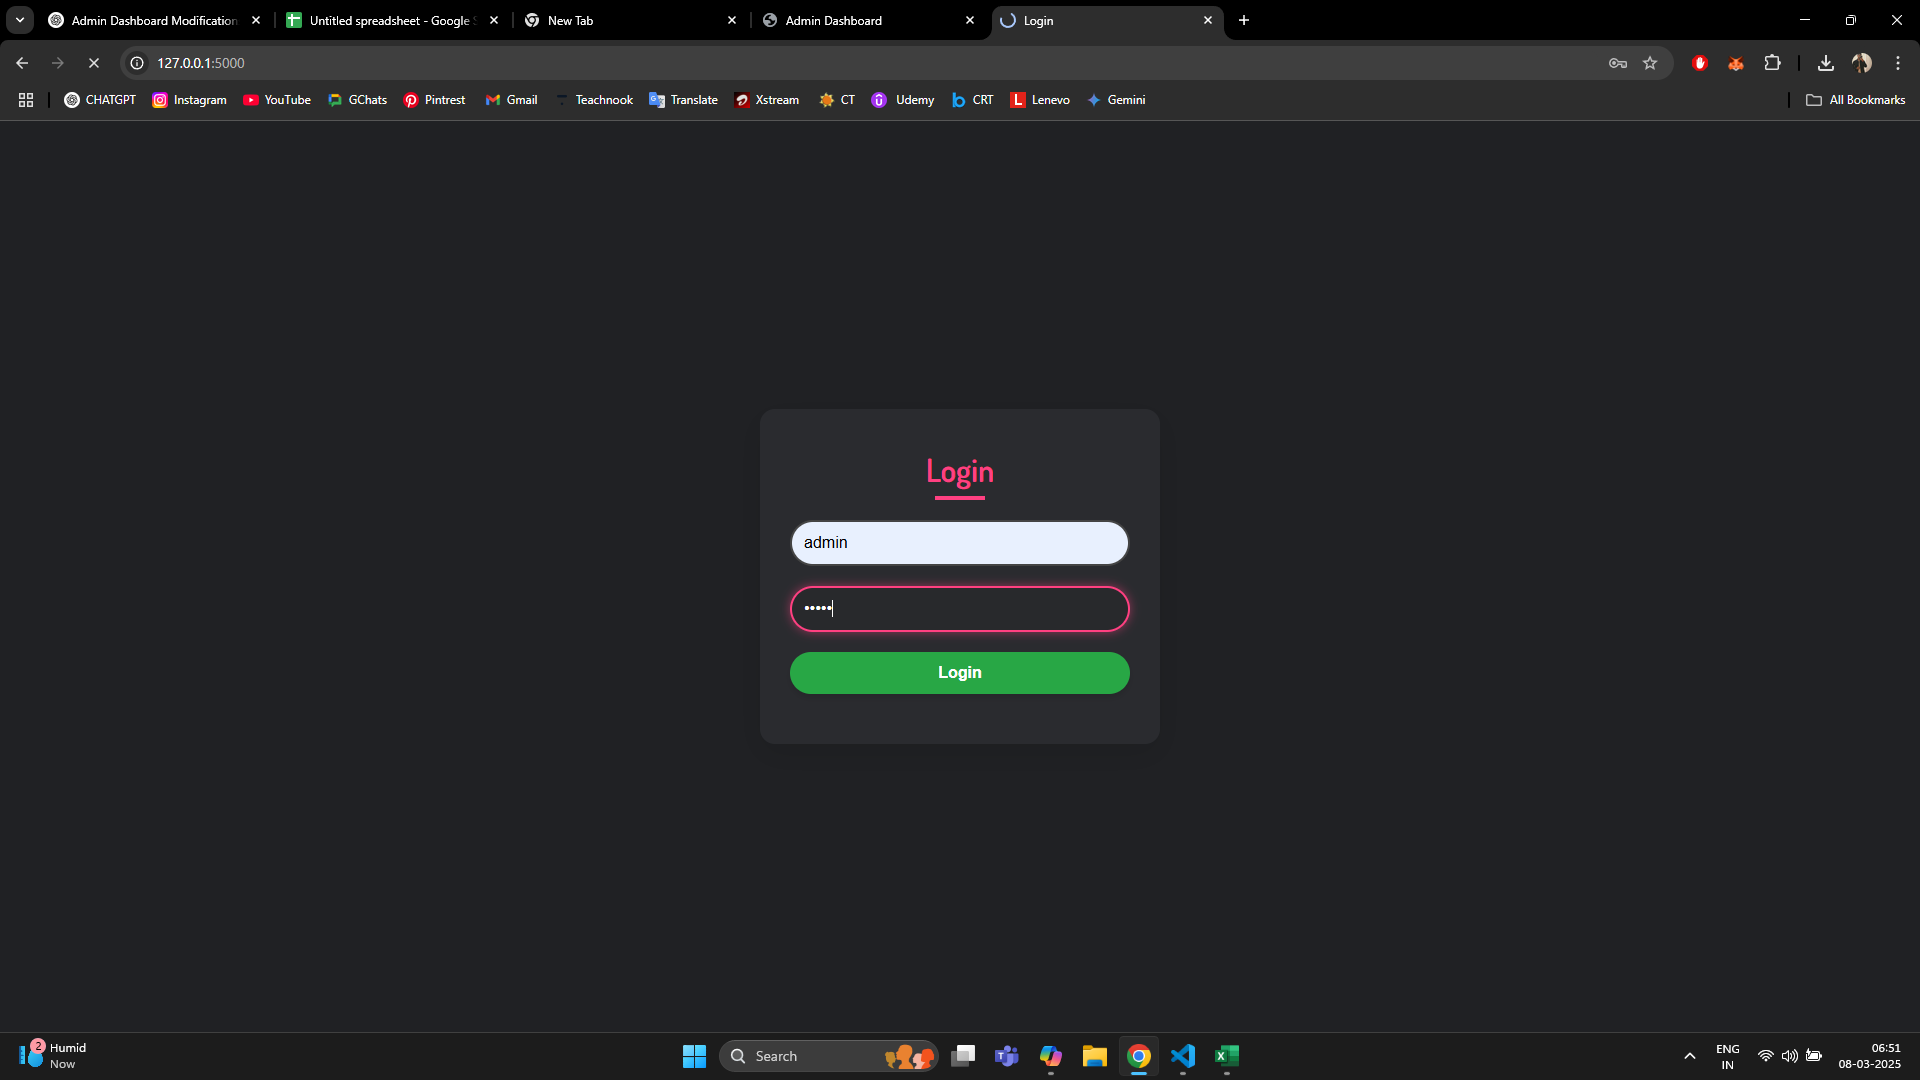 Admin Dashboard Modification
Untitled spreadsheet - Google S
New Tab
Admin Dashboard
Login
127.0.0.1:5000
CHATGPT
Instagram
YouTube
GChats
Pintrest
Gmail
Teachnook
Translate
Xstream
CT
Udemy
CRT
L
Lenevo
Gemini
All Bookmarks
Login
admin
•••••
Login
2
Humid
Now
Search
ENG
IN
06:51
08-03-2025